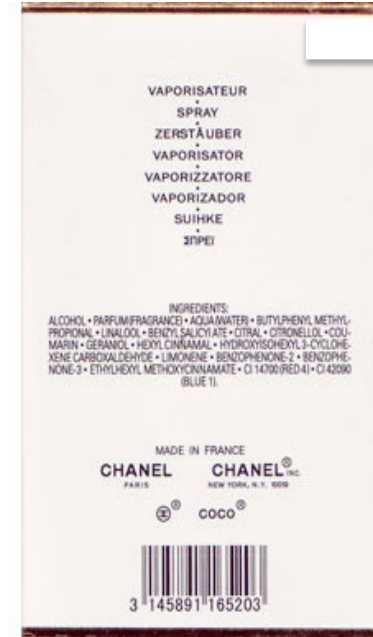 VAPORISATEUR
•
SPRAY
•
ZERSTÄUBER
•
VAPORISATOR
•
VAPORIZZATORE
•
VAPORIZADOR
•
SUIHKE
•
ΣΠΡΕΪ
INGREDIENTS:
ALCOHOL • PARFUM(FRAGRANCE) • AQUA(WATER) • BUTYLPHENYL METHYL-
PROPIONAL • LINALOOL • BENZYL SALICYLATE • CITRAL • CITRONELLOL • COU-
MARIN • GERANIOL • HEXYL CINNAMAL • HYDROXYISOHEXYL 3-CYCLOHE-
XENE CARBOXALDEHYDE • LIMONENE • BENZOPHENONE-2 • BENZOPHE-
NONE-3 • ETHYLHEXYL METHOXYCINNAMATE • CI 14700 (RED 4) • CI 42090
(BLUE 1).
MADE IN FRANCE
CHANEL CHANEL® INC.
PARIS NEW YORK, N.Y. 10019
® COCO®
3 145891 165203